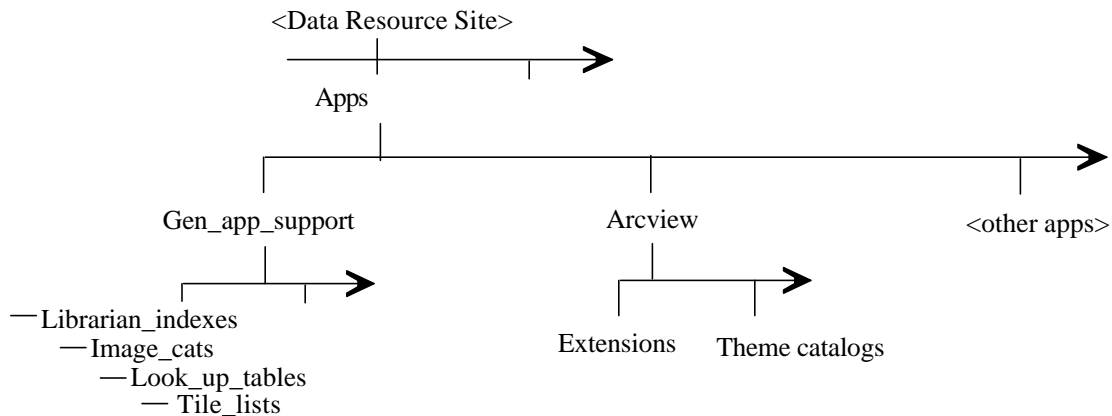 <Data Resource Site>
Apps
Gen_app_support
Arcview
<other apps>
Librarian_indexes
Image_cats
Look_up_tables
Tile_lists
Extensions
Theme catalogs